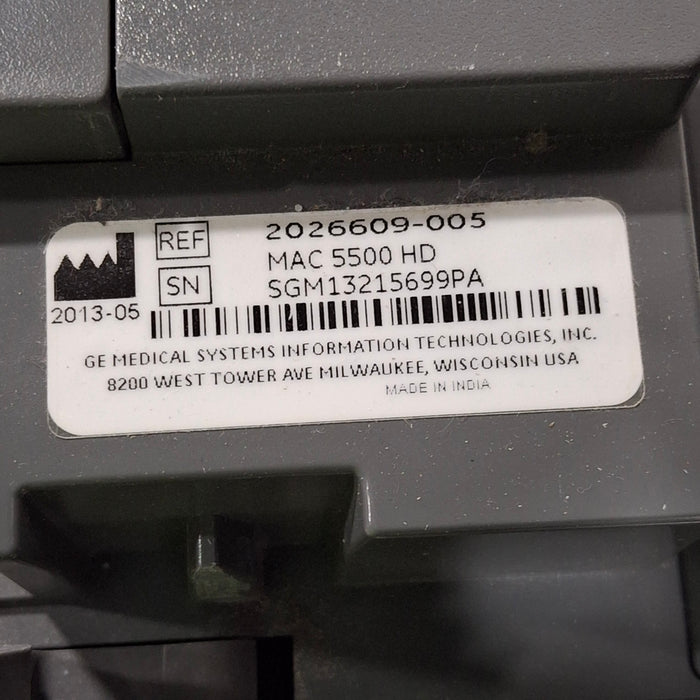 REF 2026609-005
MAC 5500 HD
SN SGM13215699PA
2013-05
GE MEDICAL SYSTEMS INFORMATION TECHNOLOGIES, INC.
8200 WEST TOWER AVE MILWAUKEE, WISCONSIN USA
MADE IN INDIA